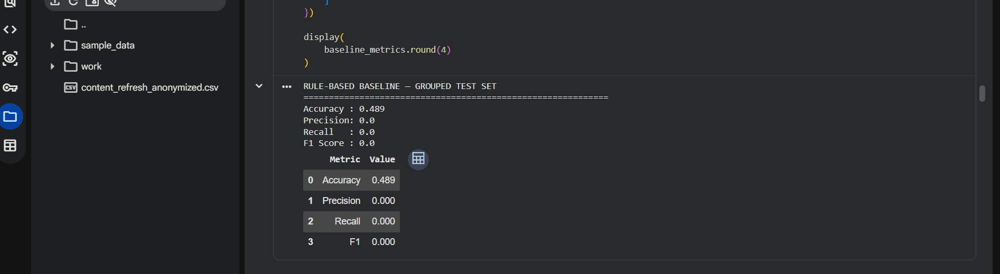 ..
sample_data
work
CSV content_refresh_anonymized.csv
]
})
display(
baseline_metrics.round(4)
)
RULE-BASED BASELINE — GROUPED TEST SET
============================================================
Accuracy : 0.489
Precision: 0.0
Recall   : 0.0
F1 Score : 0.0
Metric Value
0 Accuracy 0.489
1 Precision 0.000
2 Recall 0.000
3 F1 0.000